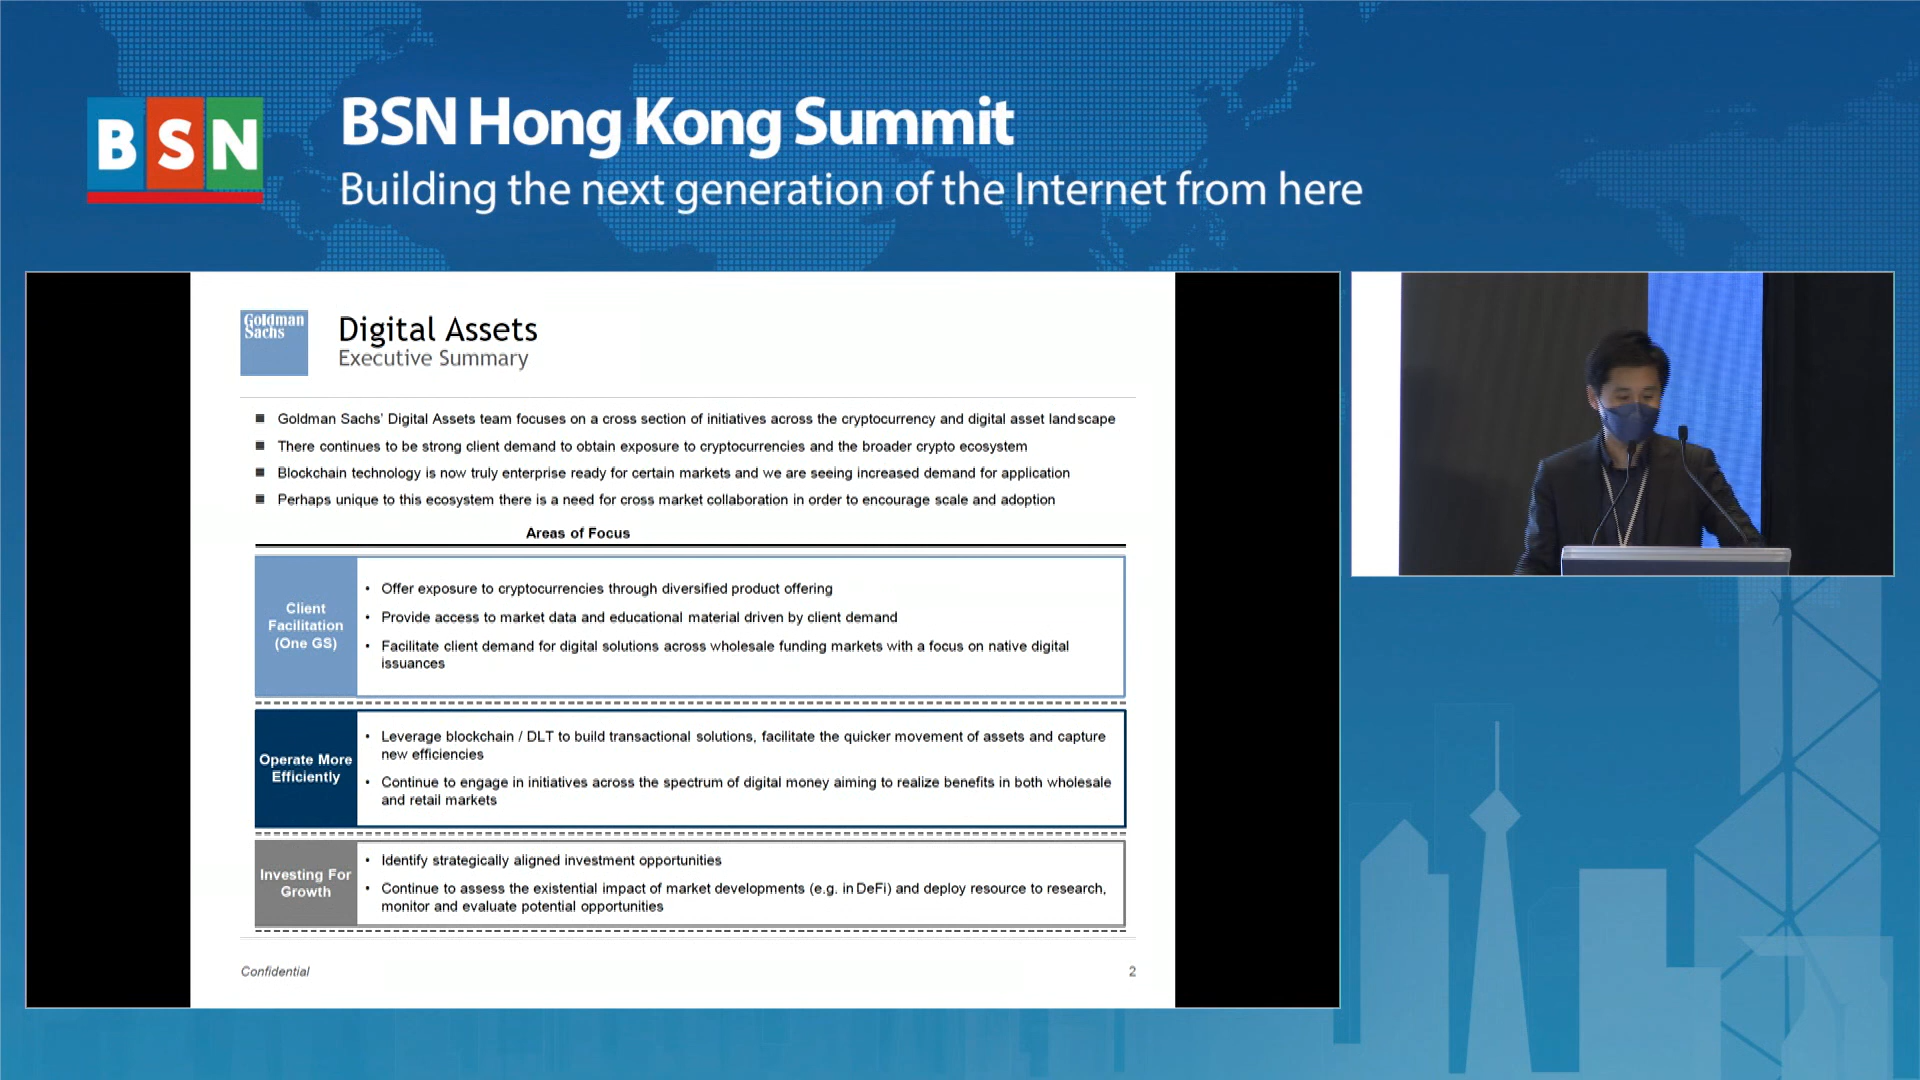 BSN
BSN Hong Kong Summit
Building the next generation of the Internet from here
Goldman
Sachs
Digital Assets
Executive Summary
Goldman Sachs' Digital Assets team focuses on a cross section of initiatives across the cryptocurrency and digital asset landscape
There continues to be strong client demand to obtain exposure to cryptocurrencies and the broader crypto ecosystem
Blockchain technology is now truly enterprise ready for certain markets and we are seeing increased demand for application
Perhaps unique to this ecosystem there is a need for cross market collaboration in order to encourage scale and adoption
Areas of Focus
Client
Facilitation
(One GS)
• Offer exposure to cryptocurrencies through diversified product offering
• Provide access to market data and educational material driven by client demand
• Facilitate client demand for digital solutions across wholesale funding markets with a focus on native digital
issuances
Operate More
Efficiently
• Leverage blockchain / DLT to build transactional solutions, facilitate the quicker movement of assets and capture
new efficiencies
• Continue to engage in initiatives across the spectrum of digital money aiming to realize benefits in both wholesale
and retail markets
Investing For
Growth
• Identify strategically aligned investment opportunities
• Continue to assess the existential impact of market developments (e.g. in DeFi) and deploy resource to research,
monitor and evaluate potential opportunities
Confidential
2